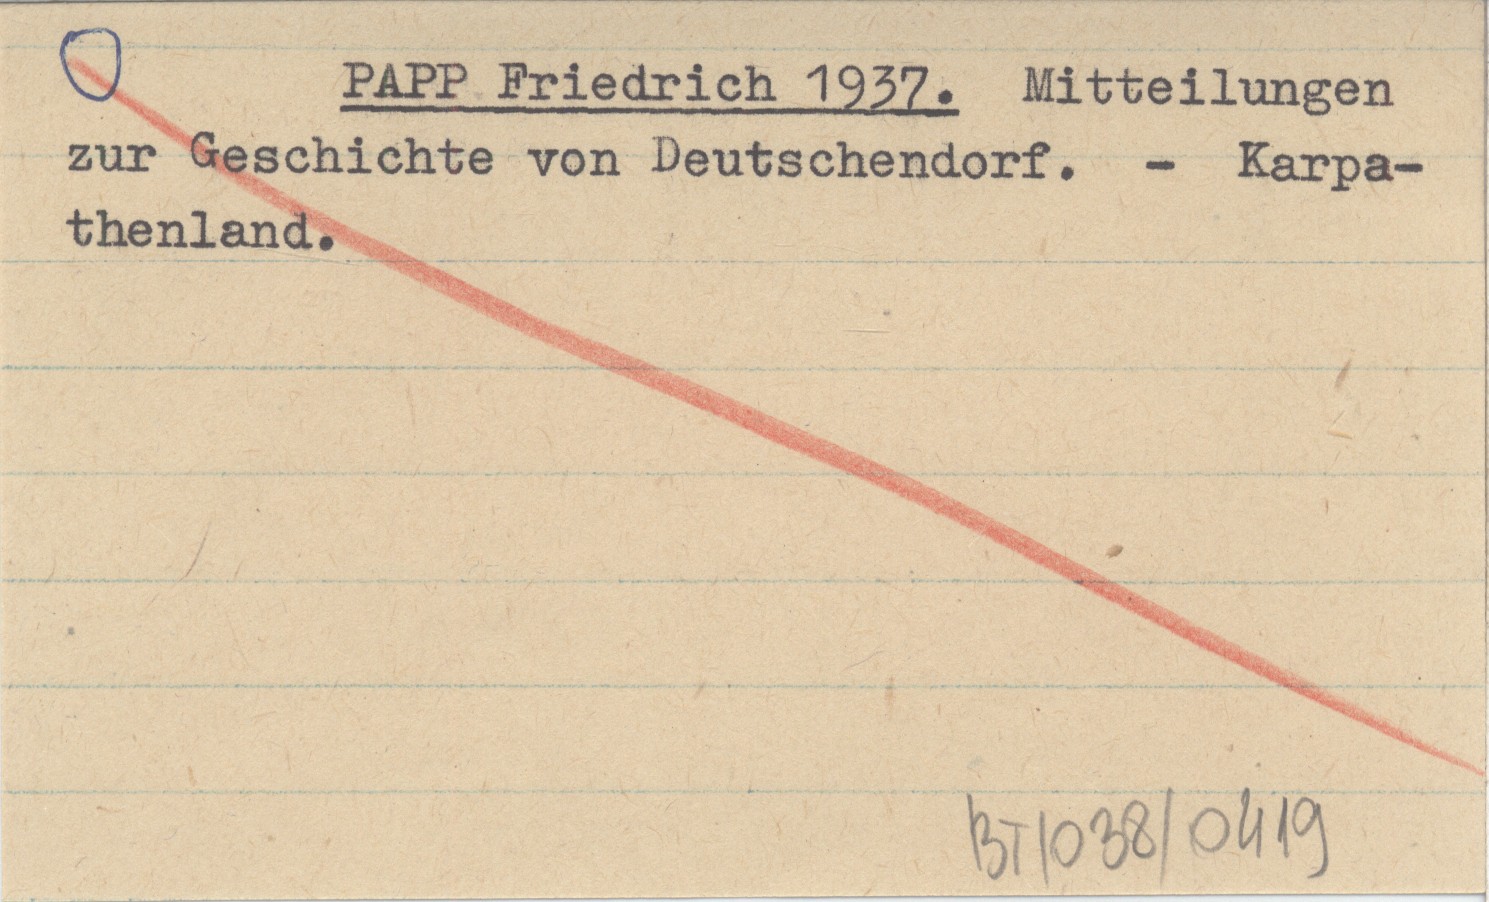 PAPP Friedrich 1937. Mitteilungen
zur Geschichte von Deutschendorf. - Karpa-
thenland.
BT/038/0419